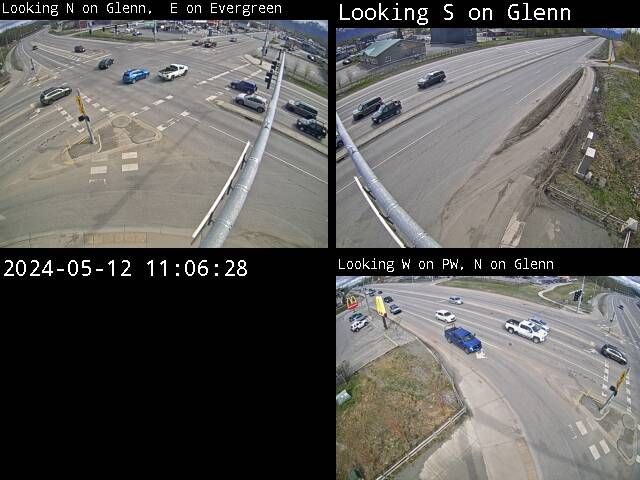 Looking N on Glenn, E on Evergreen
Looking S on Glenn
2024-05-12 11:06:28
Looking W on PW, N on Glenn